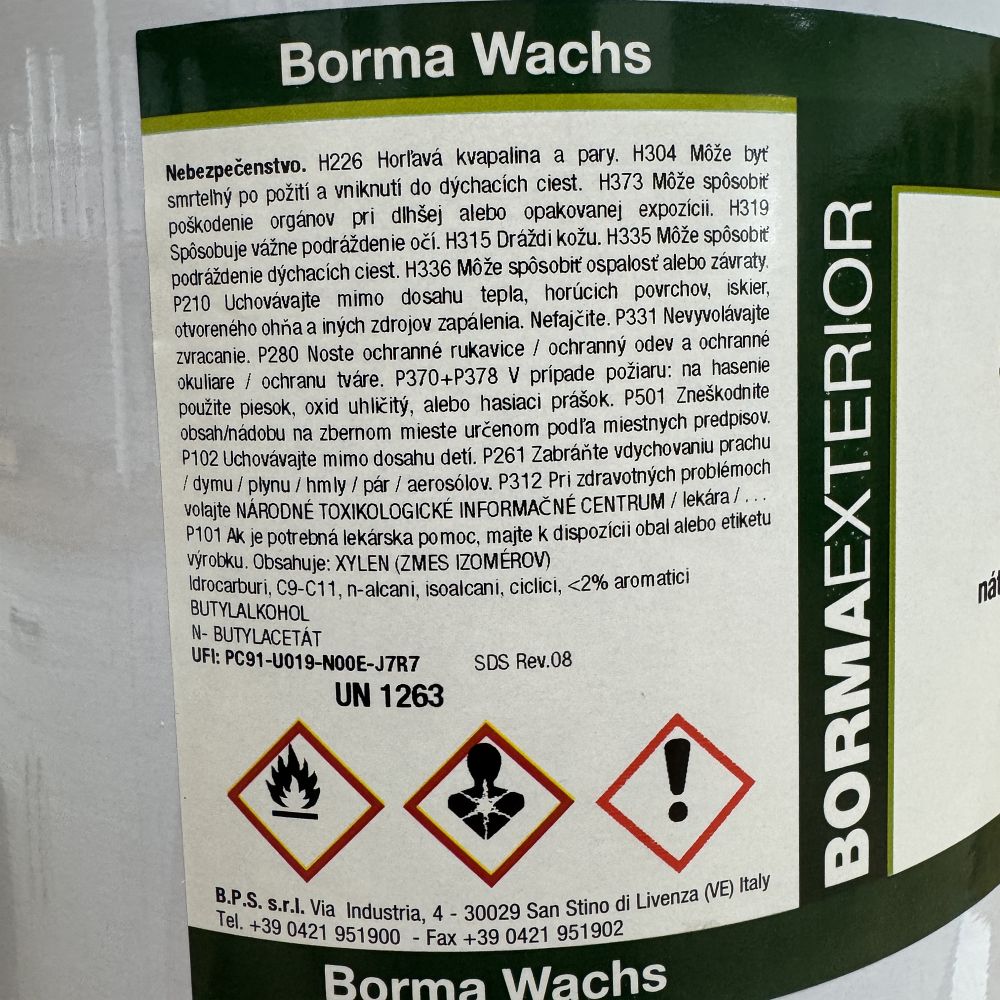 Borma Wachs
Nebezpečenstvo. H226 Horľavá kvapalina a pary. H304 Môže byť
smrteľný po požití a vniknutí do dýchacích ciest. H373 Môže spôsobiť
poškodenie orgánov pri dlhšej alebo opakovanej expozícii. H319
Spôsobuje vážne podráždenie očí. H315 Dráždi kožu. H335 Môže spôsobiť
podráždenie dýchacích ciest. H336 Môže spôsobiť ospalosť alebo závraty.
P210 Uchovávajte mimo dosahu tepla, horúcich povrchov, iskier,
otvoreného ohňa a iných zdrojov zapálenia. Nefajčite. P331 Nevyvolávajte
zvracanie. P280 Noste ochranné rukavice / ochranný odev a ochranné
okuliare / ochranu tváre. P370+P378 V prípade požiaru: na hasenie
použite piesok, oxid uhličitý, alebo hasiaci prášok. P501 Zneškodnite
obsah/nádobu na zbernom mieste určenom podľa miestnych predpisov.
P102 Uchovávajte mimo dosahu detí. P261 Zabráňte vdychovaniu prachu
/ dymu / plynu / hmly / pár / aerosólov. P312 Pri zdravotných problémoch
volajte NÁRODNÉ TOXIKOLOGICKÉ INFORMAČNÉ CENTRUM / lekára / ...
P101 Ak je potrebná lekárska pomoc, majte k dispozícii obal alebo etiketu
výrobku. Obsahuje: XYLEN (ZMES IZOMÉROV)
Idrocarburi, C9-C11, n-alcani, isoalcani, ciclici, <2% aromatici
BUTYLALKOHOL
N- BUTYLACETÁT
UFI: PC91-U019-N00E-J7R7 SDS Rev.08
UN 1263
B.P.S. s.r.l. Via Industria, 4 - 30029 San Stino di Livenza (VE) Italy
Tel. +39 0421 951900 - Fax +39 0421 951902
Borma Wachs
BORMAEXTERIOR